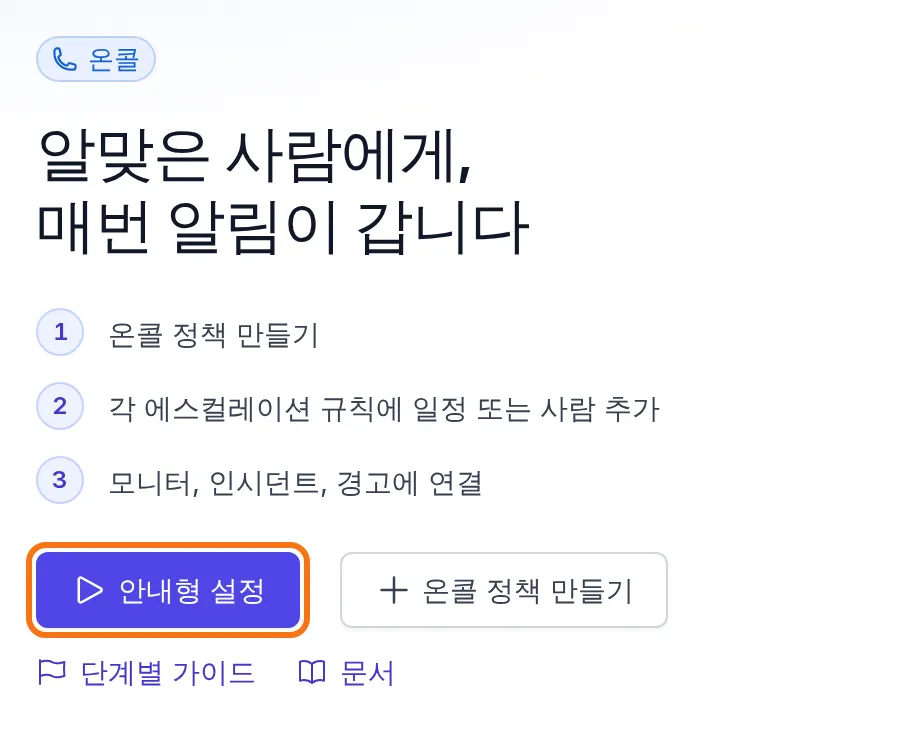 온콜
알맞은 사람에게,
매번 알림이 갑니다
1 온콜 정책 만들기
2 각 에스컬레이션 규칙에 일정 또는 사람 추가
3 모니터, 인시던트, 경고에 연결
안내형 설정
온콜 정책 만들기
단계별 가이드
문서